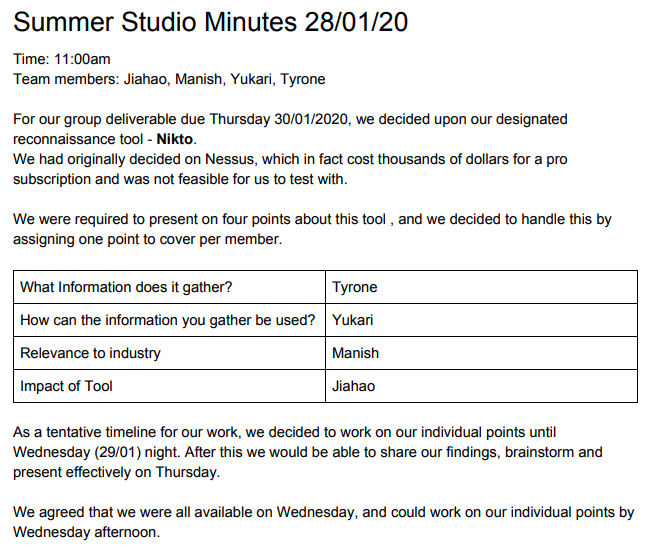 Summer Studio Minutes 28/01/20
Time: 11:00am
Team members: Jiahao, Manish, Yukari, Tyrone
For our group deliverable due Thursday 30/01/2020, we decided upon our designated
reconnaissance tool - Nikto.
We had originally decided on Nessus, which in fact cost thousands of dollars for a pro
subscription and was not feasible for us to test with.
We were required to present on four points about this tool , and we decided to handle this by
assigning one point to cover per member.
What Information does it gather? Tyrone
How can the information you gather be used? Yukari
Relevance to industry Manish
Impact of Tool Jiahao
As a tentative timeline for our work, we decided to work on our individual points until
Wednesday (29/01) night. After this we would be able to share our findings, brainstorm and
present effectively on Thursday.
We agreed that we were all available on Wednesday, and could work on our individual points by
Wednesday afternoon.